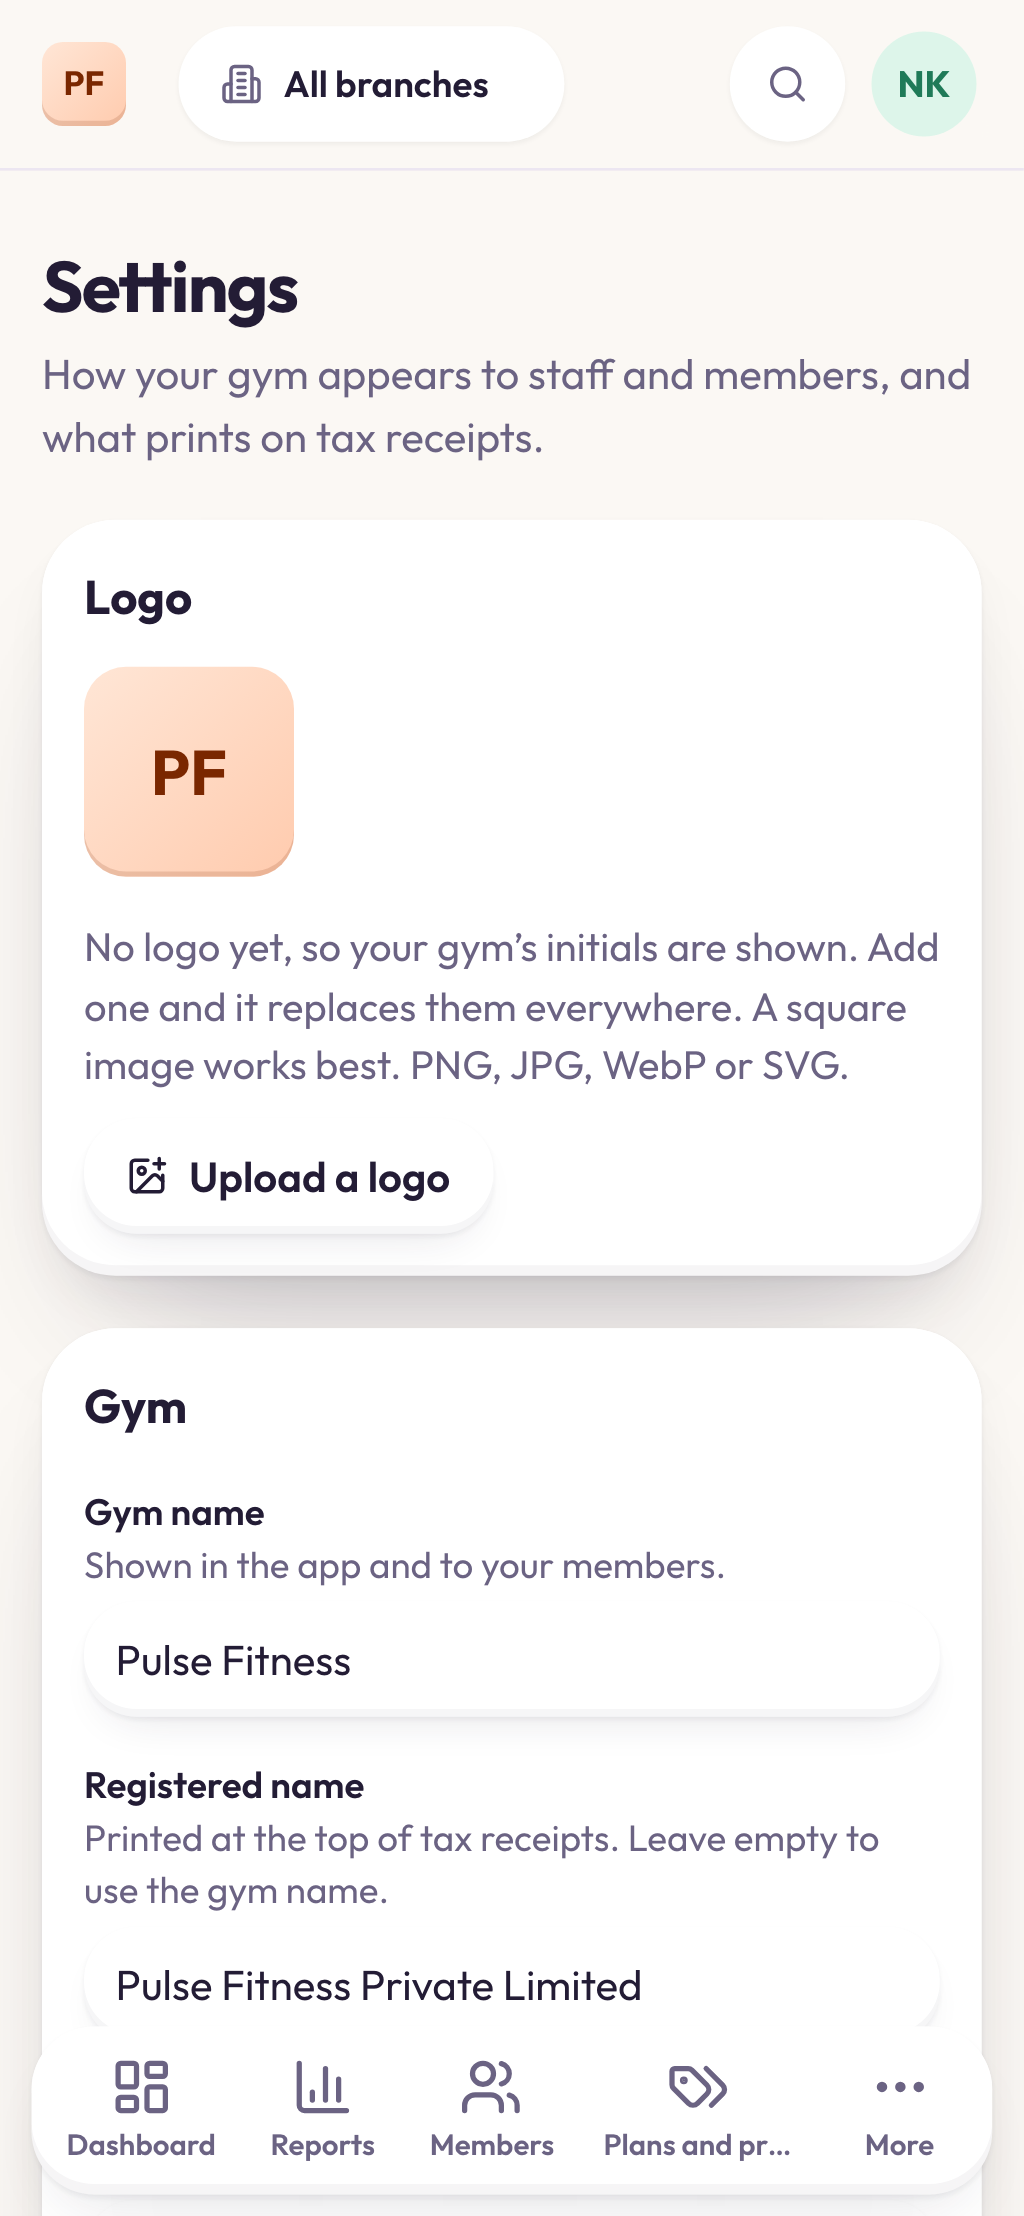 PF
All branches
NK
Settings
How your gym appears to staff and members, and
what prints on tax receipts.
Logo
PF
No logo yet, so your gym’s initials are shown. Add
one and it replaces them everywhere. A square
image works best. PNG, JPG, WebP or SVG.
Upload a logo
Gym
Gym name
Shown in the app and to your members.
Pulse Fitness
Registered name
Printed at the top of tax receipts. Leave empty to
use the gym name.
Pulse Fitness Private Limited
Dashboard
Reports
Members
Plans and pr...
More